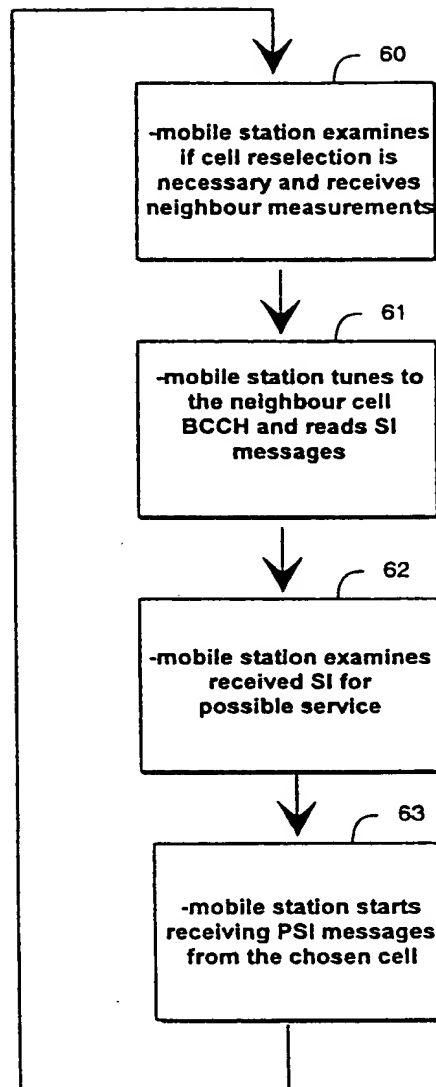 60
-mobile station examines
if cell reselection is
necessary and receives
neighbour measurements
61
-mobile station tunes to
the neighbour cell
BCCH and reads SI
messages
62
-mobile station examines
received SI for
possible service
63
-mobile station starts
receiving PSI messages
from the chosen cell